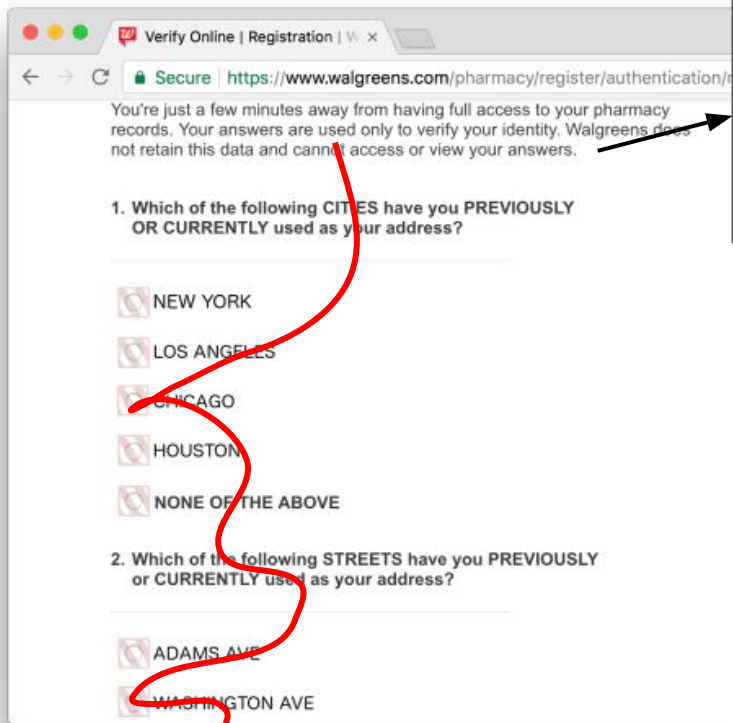 Verify Online | Registration | W
Secure https://www.walgreens.com/pharmacy/register/authentication/
You're just a few minutes away from having full access to your pharmacy
records. Your answers are used only to verify your identity. Walgreens does
not retain this data and cannot access or view your answers.
1. Which of the following CITIES have you PREVIOUSLY
OR CURRENTLY used as your address?
NEW YORK
LOS ANGELES
CHICAGO
HOUSTON
NONE OF THE ABOVE
2. Which of the following STREETS have you PREVIOUSLY
or CURRENTLY used as your address?
ADAMS AVE
WASHINGTON AVE